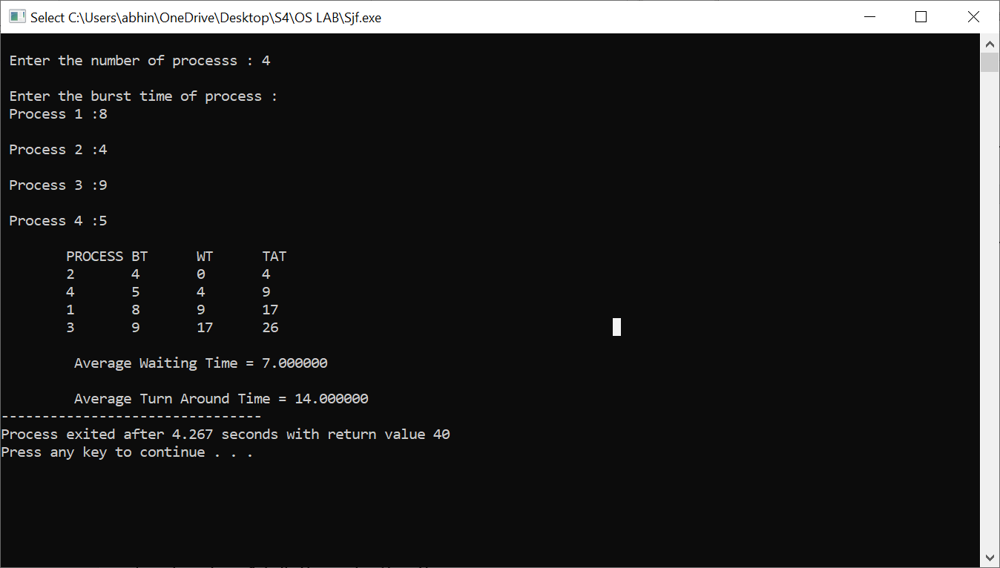 Select C:\Users\abhin\OneDrive\Desktop\S4\OS LAB\Sjf.exe
Enter the number of processs : 4
Enter the burst time of process :
Process 1 :8
Process 2 :4
Process 3 :9
Process 4 :5
PROCESS BT WT TAT
2 4 0 4
4 5 4 9
1 8 9 17
3 9 17 26
Average Waiting Time = 7.000000
Average Turn Around Time = 14.000000
--------------------------------
Process exited after 4.267 seconds with return value 40
Press any key to continue . . .